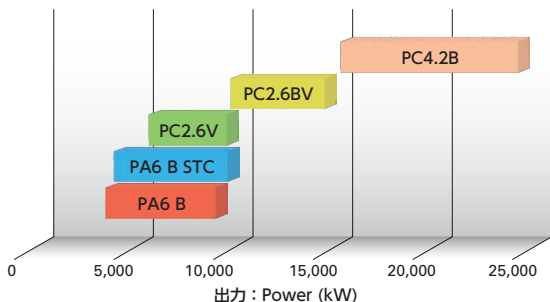 PC4.2B
PC2.6BV
PC2.6V
PA6 B STC
PA6 B
0 5,000 10,000 15,000 20,000 25,000
出力：Power (kW)